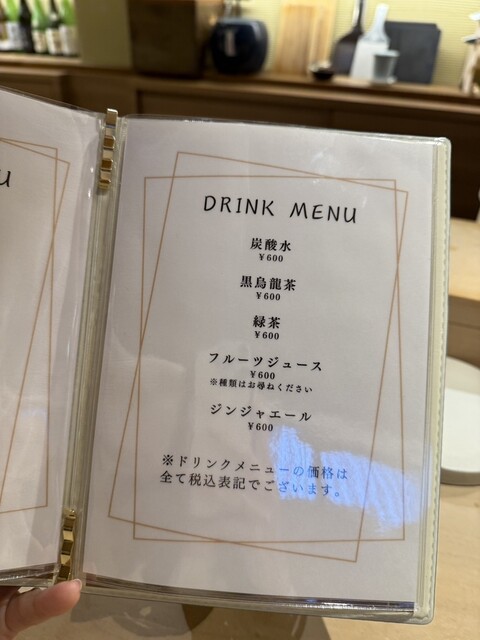 U
DRINK MENU
炭酸水
¥600
黒烏龍茶
¥600
緑茶
¥600
フルーツジュース
¥600
※種類はお尋ねください
ジンジャエール
¥600
※ドリンクメニューの価格は
全て税込表記でございます。